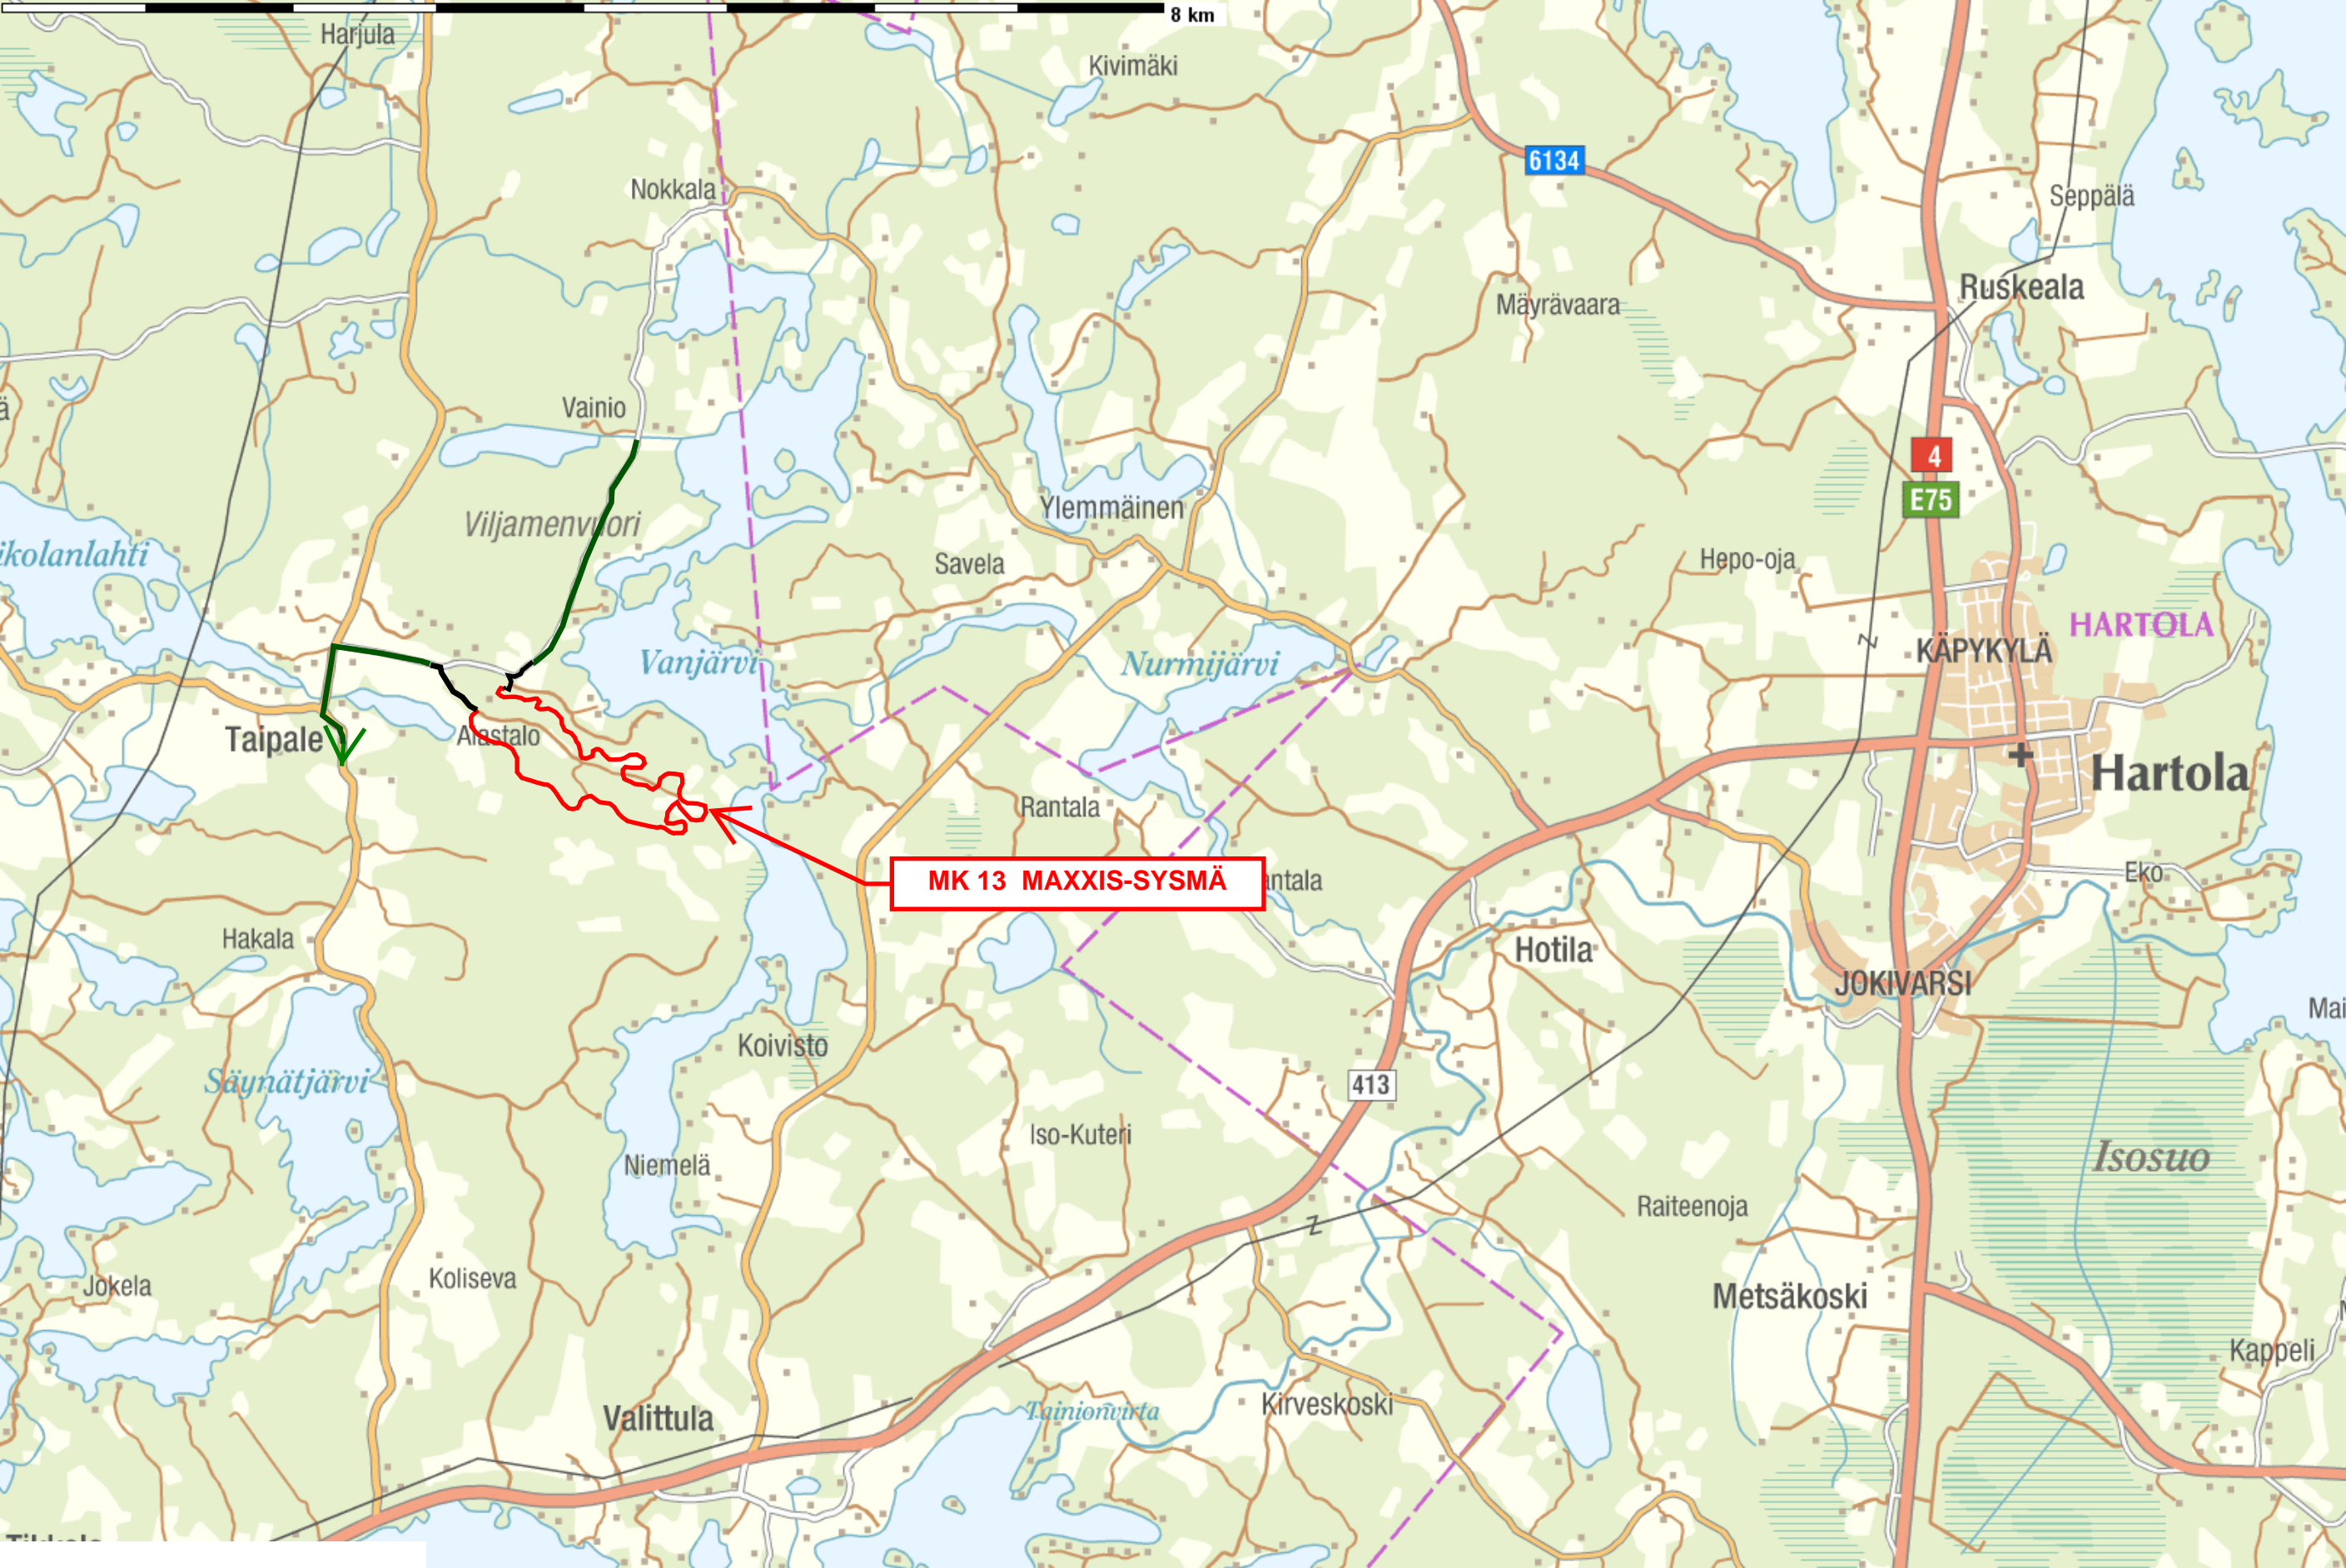 8 km
Harjula
Kivimäki
6134
Nokkala
Seppälä
Ruskeala
Mäyrävaara
Vainio
ä
4
E75
Ylemmäinen
Viljamenvuori
ikolanlahti
Savela
Hepo-oja
HARTOLA
KÄPYKYLÄ
Vanjärvi
Nurmijärvi
Taipale
Alastalo
Hartola
Rantala
MK 13 MAXXIS-SYSMÄ
antala
Eko
Hakala
Hotila
JOKIVARSI
Mai
Koivisto
Säynätjärvi
413
Iso-Kuteri
Niemelä
Isosuo
Raiteenoja
Koliseva
Jokela
Metsäkoski
Kappeli
Valittula
Tainionvirta
Kirveskoski